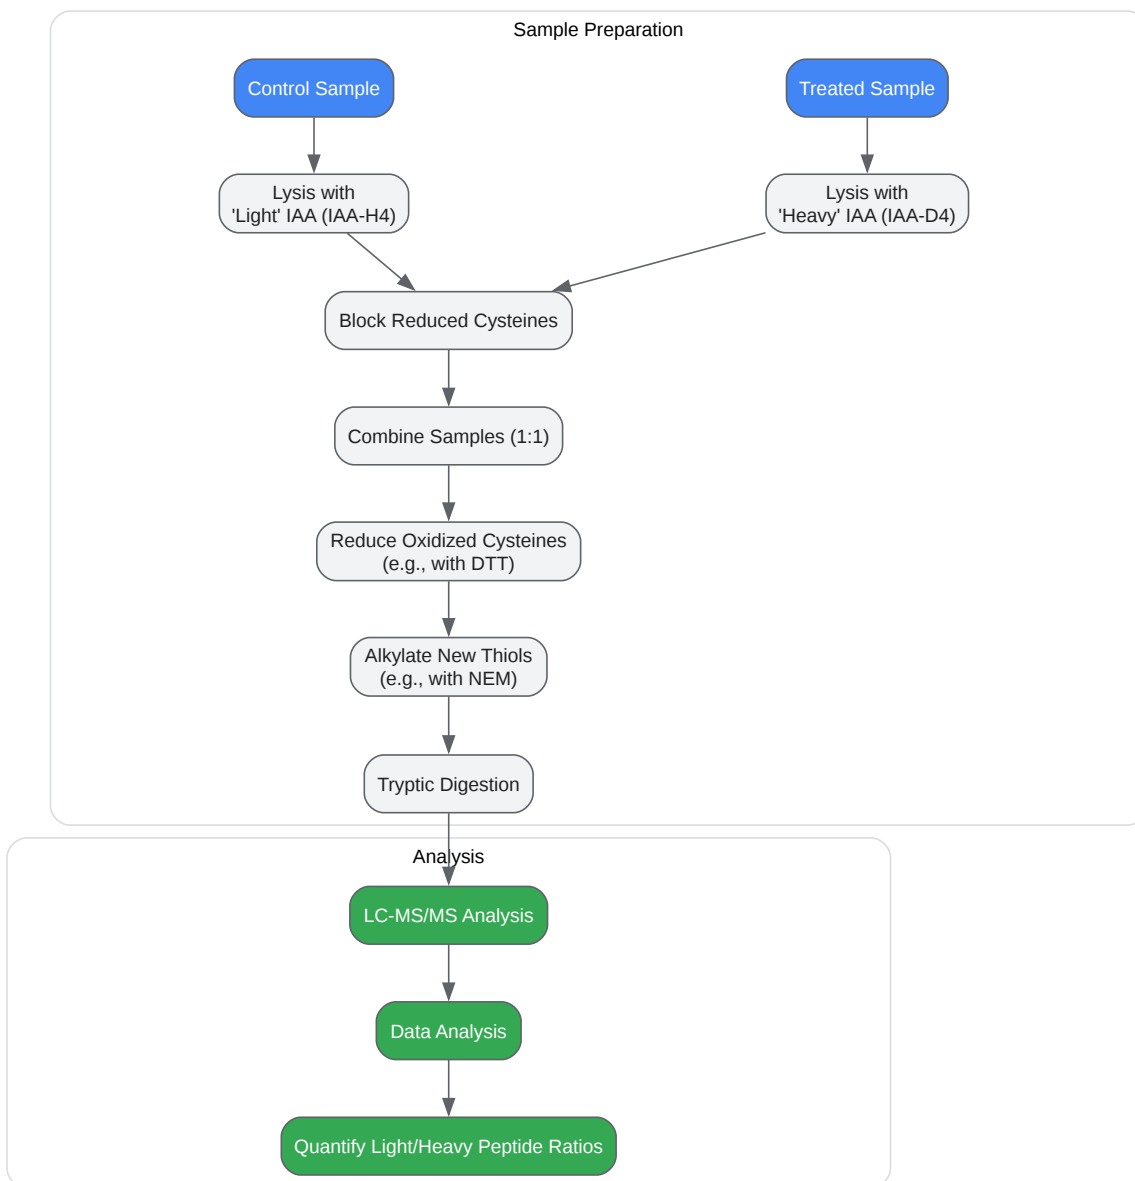 Sample Preparation
Control Sample
Treated Sample
Lysis with
'Light' IAA (IAA-H4)
Lysis with
'Heavy' IAA (IAA-D4)
Block Reduced Cysteines
Combine Samples (1:1)
Reduce Oxidized Cysteines
(e.g., with DTT)
Alkylate New Thiols
(e.g., with NEM)
Tryptic Digestion
Analysis
LC-MS/MS Analysis
Data Analysis
Quantify Light/Heavy Peptide Ratios